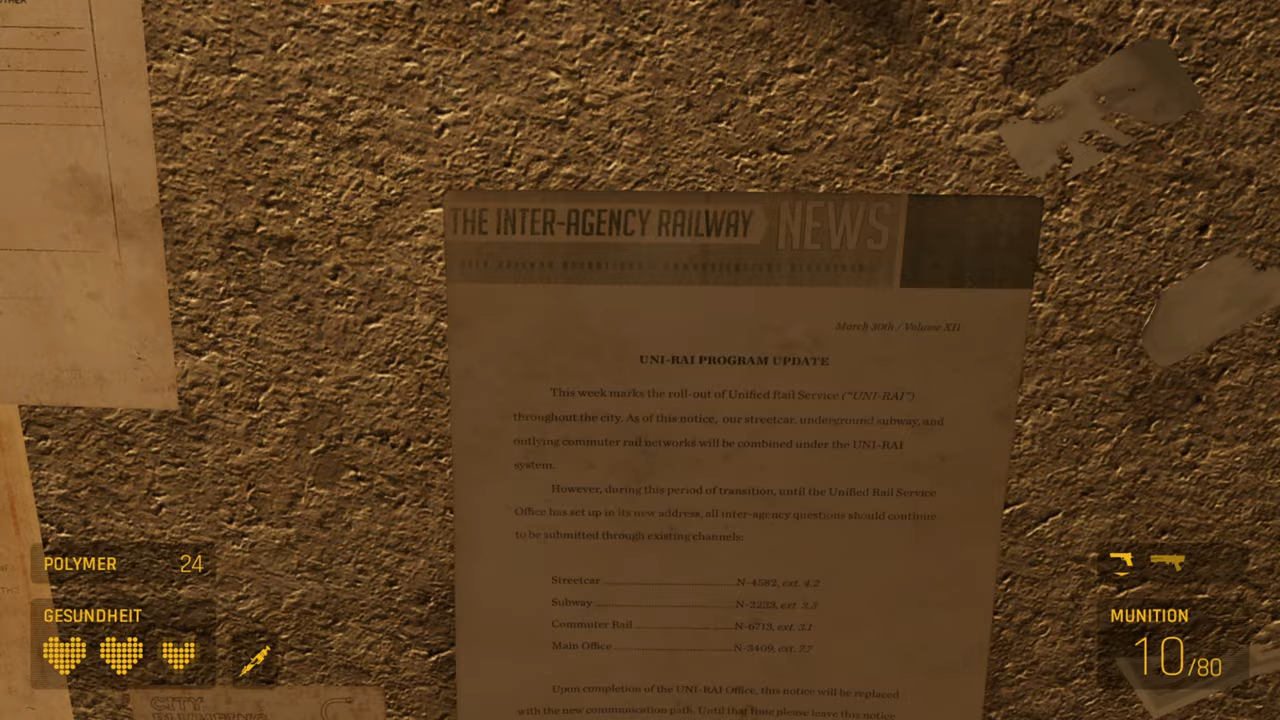 THE INTER-AGENCY RAILWAY NEWS
March 30th / Volume XII
UNI-RAI PROGRAM UPDATE
This week marks the roll-out of Unified Rail Service ("UNI-RAI")
throughout the city. As of this notice, our streetcar, underground subway, and
outlying commuter rail networks will be combined under the UNI-RAI
system.
However, during this period of transition, until the Unified Rail Service
Office has set up in its new address, all inter-agency questions should continue
to be submitted through existing channels:
POLYMER 24
Streetcar N-4582, ext. 4.2
Subway N-2233, ext. 3.3
GESUNDHEIT
MUNITION
Commuter Rail N-6713, ext. 3.1
Main Office N-3409, ext. 7.2
10/80
Upon completion of the UNI-RAI Office, this notice will be replaced
with the new communication path. Until that time please leave this notice
CITY